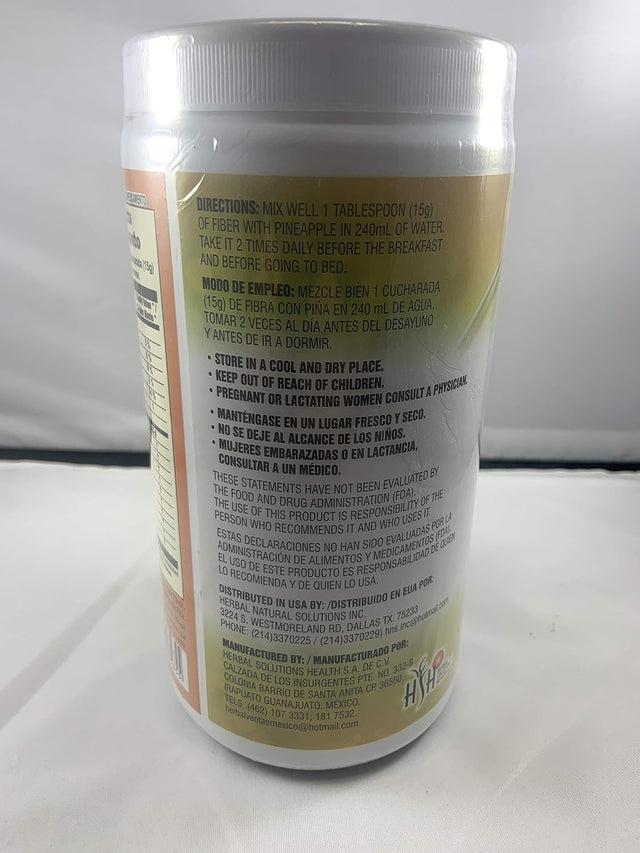 DIRECTIONS: MIX WELL 1 TABLESPOON (15g)
OF FIBER WITH PINEAPPLE IN 240mL OF WATER.
TAKE IT 2 TIMES DAILY BEFORE THE BREAKFAST
AND BEFORE GOING TO BED.
MODO DE EMPLEO: MEZCLE BIEN 1 CUCHARADA
(15g) DE FIBRA CON PIÑA EN 240 mL DE AGUA.
TOMAR 2 VECES AL DÍA ANTES DEL DESAYUNO
Y ANTES DE IR A DORMIR.
• STORE IN A COOL AND DRY PLACE.
• KEEP OUT OF REACH OF CHILDREN.
• PREGNANT OR LACTATING WOMEN CONSULT A PHYSICIAN.
• MANTÉNGASE EN UN LUGAR FRESCO Y SECO.
• NO SE DEJE AL ALCANCE DE LOS NIÑOS.
• MUJERES EMBARAZADAS O EN LACTANCIA,
CONSULTAR A UN MÉDICO.
THESE STATEMENTS HAVE NOT BEEN EVALUATED BY
THE FOOD AND DRUG ADMINISTRATION (FDA).
THE USE OF THIS PRODUCT IS RESPONSIBILITY OF THE
PERSON WHO RECOMMENDS IT AND WHO USES IT.
ESTAS DECLARACIONES NO HAN SIDO EVALUADAS POR LA
ADMINISTRACIÓN DE ALIMENTOS Y MEDICAMENTOS (FDA).
EL USO DE ESTE PRODUCTO ES RESPONSABILIDAD DE QUIEN
LO RECOMIENDA Y DE QUIEN LO USA.
DISTRIBUTED IN USA BY: /DISTRIBUIDO EN EUA POR:
HERBAL NATURAL SOLUTIONS INC.
3224 S. WESTMORELAND RD, DALLAS TX. 75233
PHONE: (214)3370225 / (214)3370229) hns.inc@hotmail.com
MANUFACTURED BY: / MANUFACTURADO POR:
HERBAL SOLUTIONS HEALTH S.A. DE C.V.
CALZADA DE LOS INSURGENTES PTE. NO. 332-B
COLONIA BARRIO DE SANTA ANITA CP. 36560
IRAPUATO GUANAJUATO. MEXICO.
TELS. (462) 107 3331; 181 7532.
herbalventasmexico@hotmail.com